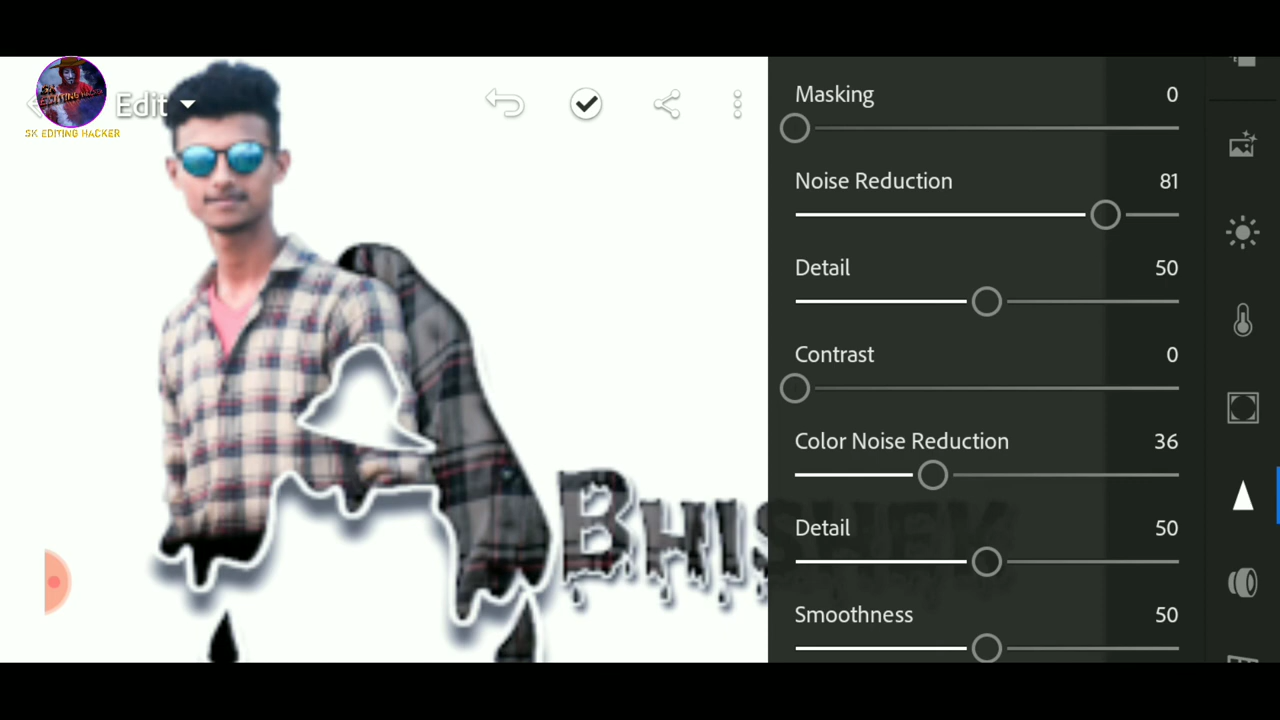 Edit
SK EDITING HACKER
Masking 0
Noise Reduction 81
Detail 50
Contrast 0
Color Noise Reduction 36
BHISHEK
Detail 50
Smoothness 50